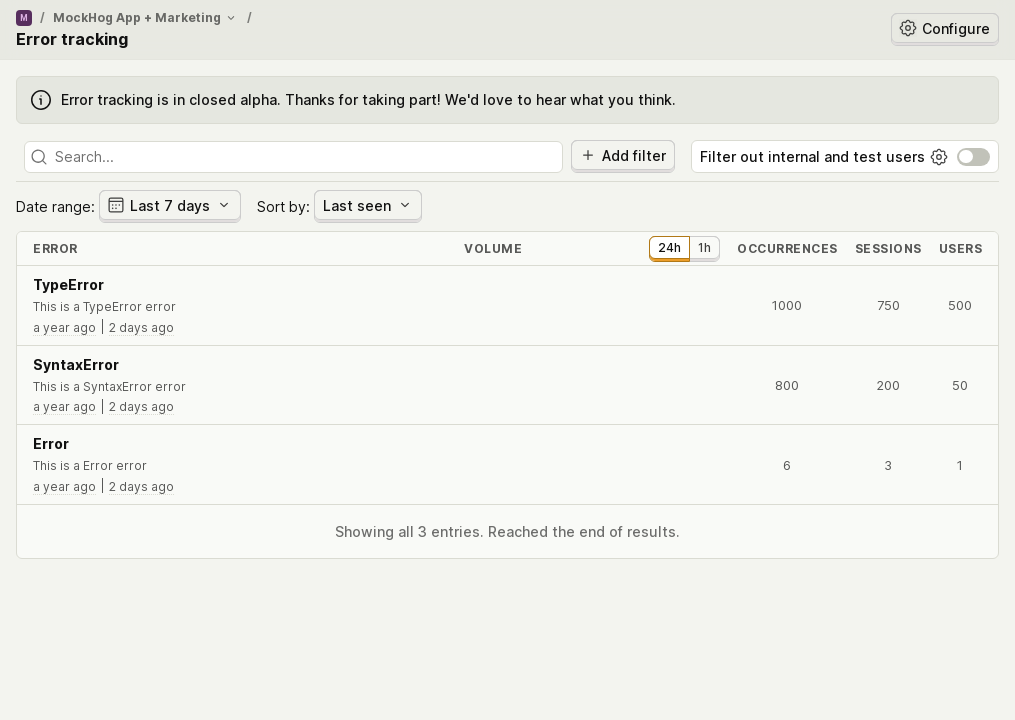 M / MockHog App + Marketing /
Error tracking
Configure
Error tracking is in closed alpha. Thanks for taking part! We'd love to hear what you think.
Search...
Add filter
Filter out internal and test users
Date range: Last 7 days Sort by: Last seen
ERROR VOLUME 24h 1h OCCURRENCES SESSIONS USERS
TypeError
This is a TypeError error
a year ago | 2 days ago
1000 750 500
SyntaxError
This is a SyntaxError error
a year ago | 2 days ago
800 200 50
Error
This is a Error error
a year ago | 2 days ago
6 3 1
Showing all 3 entries. Reached the end of results.